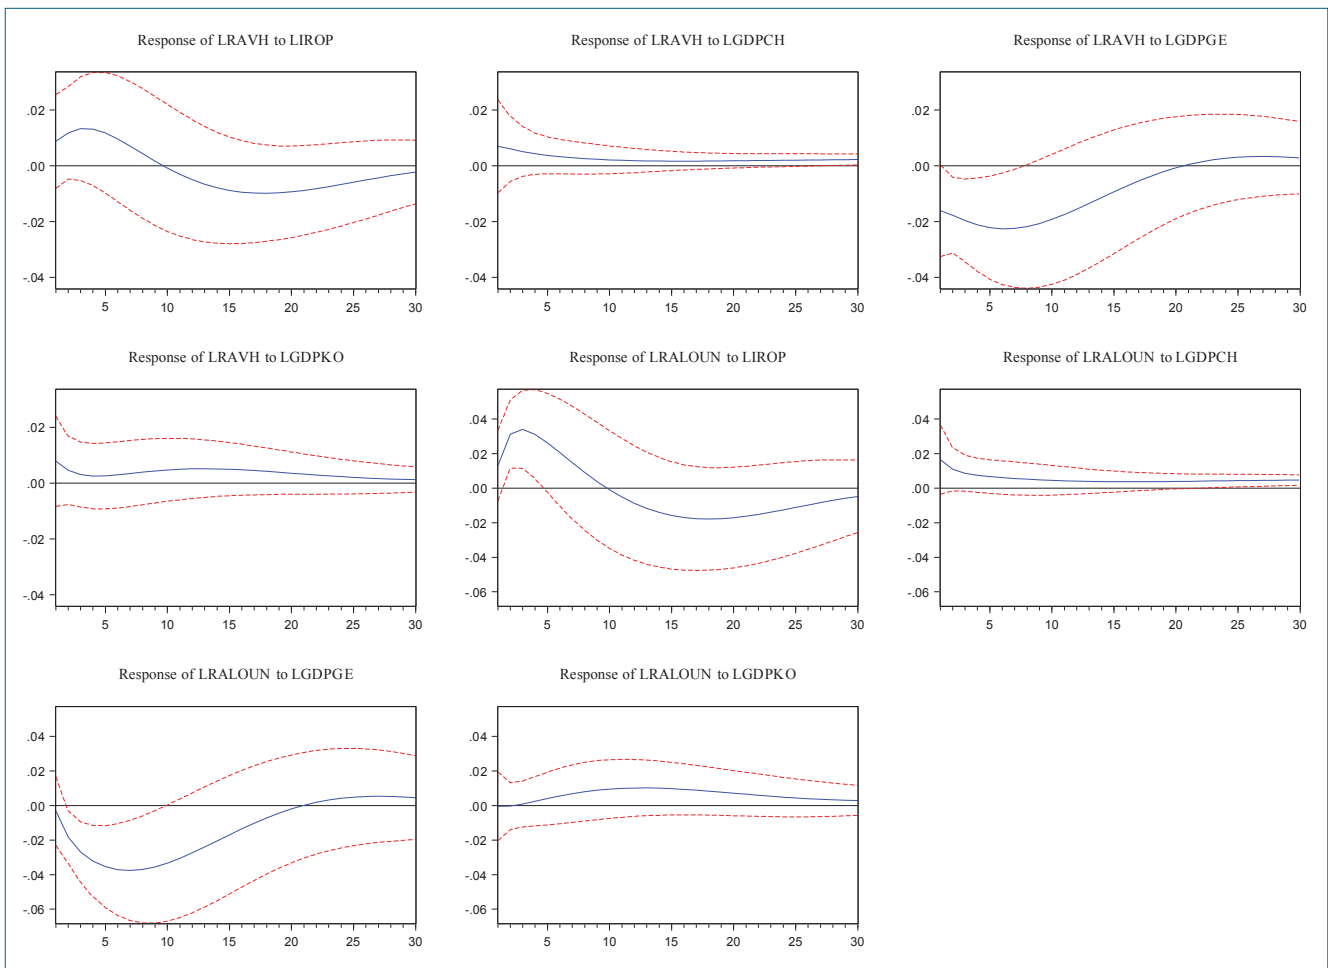 Response of LRAVH to LIROP
.02
.00
-.02
-.04
5 10 15 20 25 30
Response of LRAVH to LGDPCH
.02
.00
-.02
-.04
5 10 15 20 25 30
Response of LRAVH to LGDPGE
.02
.00
-.02
-.04
5 10 15 20 25 30
Response of LRAVH to LGDPKO
.02
.00
-.02
-.04
5 10 15 20 25 30
Response of LRALOUN to LIROP
.04
.02
.00
-.02
-.04
-.06
5 10 15 20 25 30
Response of LRALOUN to LGDPCH
.04
.02
.00
-.02
-.04
-.06
5 10 15 20 25 30
Response of LRALOUN to LGDPGE
.04
.02
.00
-.02
-.04
-.06
5 10 15 20 25 30
Response of LRALOUN to LGDPKO
.04
.02
.00
-.02
-.04
-.06
5 10 15 20 25 30